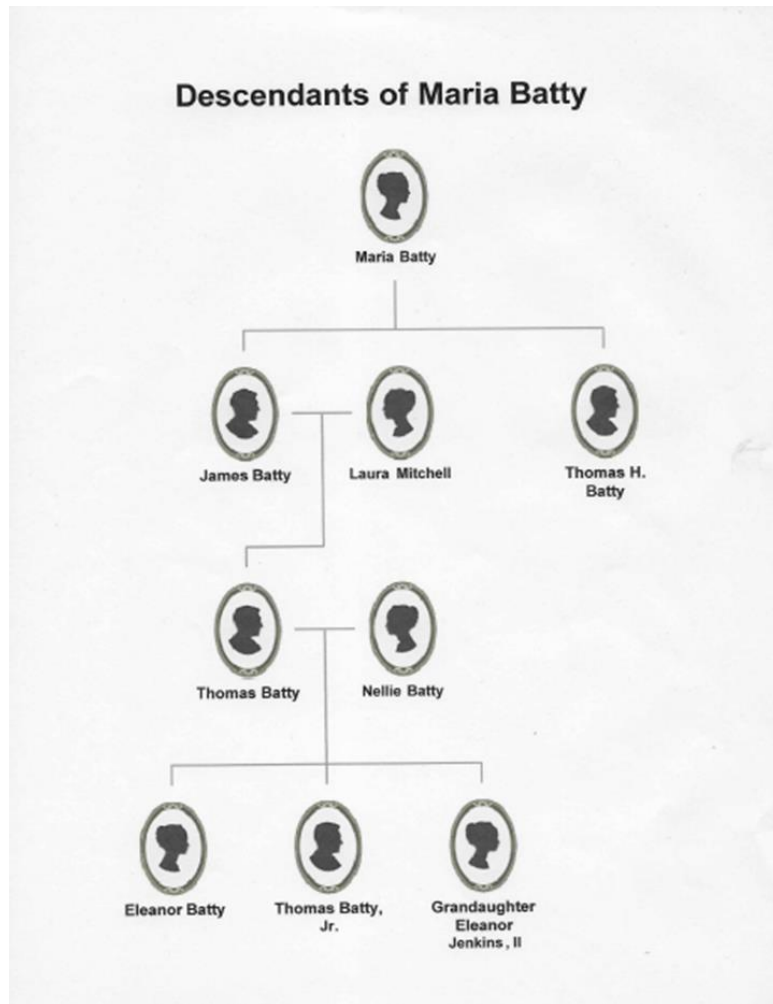 Descendants of Maria Batty
Maria Batty
James Batty
Laura Mitchell
Thomas H.
Batty
Thomas Batty
Nellie Batty
Eleanor Batty
Thomas Batty,
Jr.
Grandaughter
Eleanor
Jenkins, II